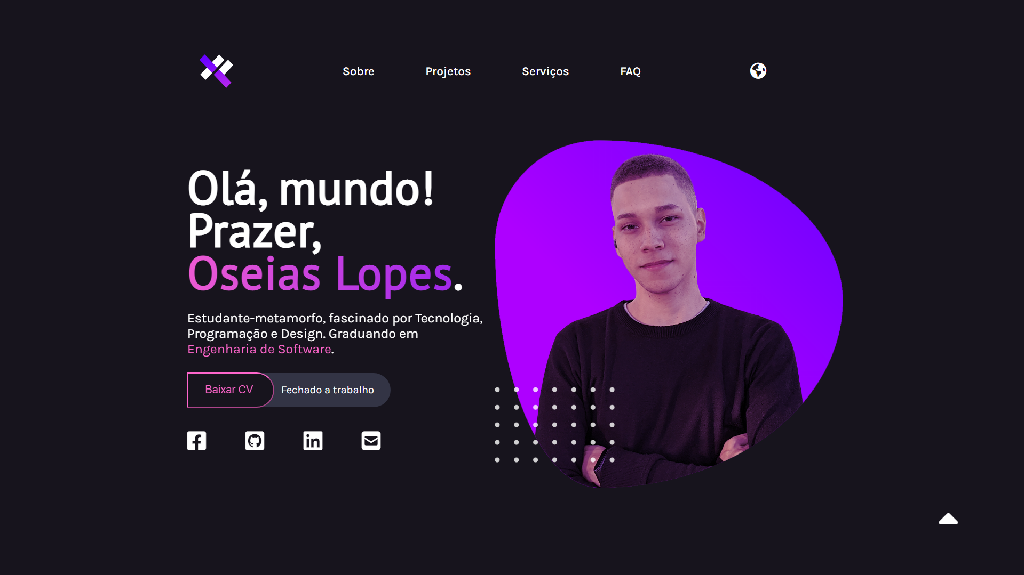 Sobre Projetos Serviços FAQ
Olá, mundo!
Prazer,
Oseias Lopes.
Estudante-metamorfo, fascinado por Tecnologia,
Programação e Design. Graduando em
Engenharia de Software.
Baixar CV Fechado a trabalho